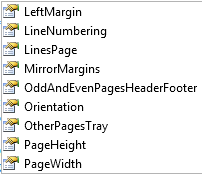 LeftMargin
LineNumbering
LinesPage
MirrorMargins
OddAndEvenPagesHeaderFooter
Orientation
OtherPagesTray
PageHeight
PageWidth